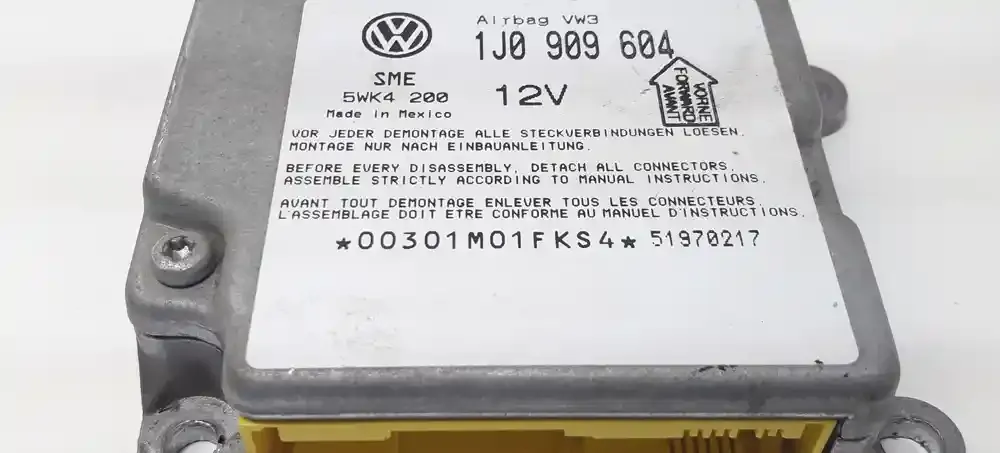 Airbag VW3
1J0 909 604
SME
5WK4 200
12V
Made in Mexico
VORNE
FORWARD
AVANT
VOR JEDER DEMONTAGE ALLE STECKVERBINDUNGEN LOESEN.
MONTAGE NUR NACH EINBAUANLEITUNG.
BEFORE EVERY DISASSEMBLY, DETACH ALL CONNECTORS.
ASSEMBLE STRICTLY ACCORDING TO MANUAL INSTRUCTIONS.
AVANT TOUT DEMONTAGE ENLEVER TOUS LES CONNECTEURS.
L'ASSEMBLAGE DOIT ETRE CONFORME AU MANUEL D'INSTRUCTIONS.
*00301M01FKS4* 51970217